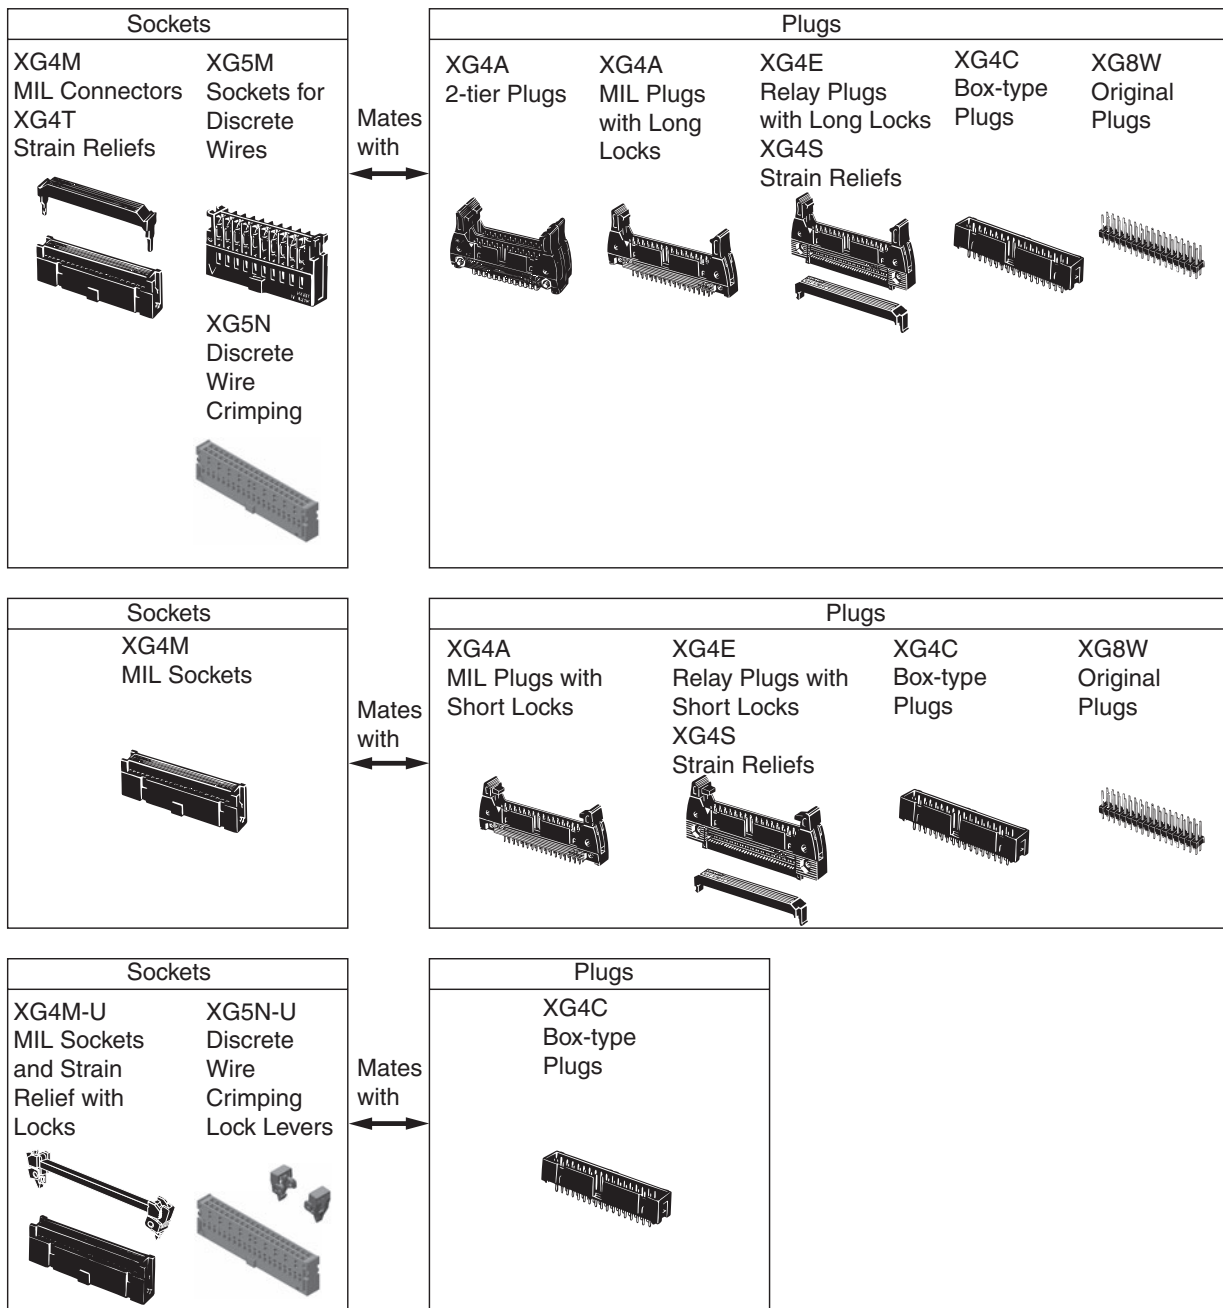 Sockets
XG4M
MIL Connectors
XG4T
Strain Reliefs
XG5M
Sockets for
Discrete
Wires
XG5N
Discrete
Wire
Crimping
Mates
with
Plugs
XG4A
2-tier Plugs
XG4A
MIL Plugs
with Long
Locks
XG4E
Relay Plugs
with Long Locks
XG4S
Strain Reliefs
XG4C
Box-type
Plugs
XG8W
Original
Plugs
Sockets
XG4M
MIL Sockets
Mates
with
Plugs
XG4A
MIL Plugs with
Short Locks
XG4E
Relay Plugs with
Short Locks
XG4S
Strain Reliefs
XG4C
Box-type
Plugs
XG8W
Original
Plugs
Sockets
XG4M-U
MIL Sockets
and Strain
Relief with
Locks
XG5N-U
Discrete
Wire
Crimping
Lock Levers
Mates
with
Plugs
XG4C
Box-type
Plugs